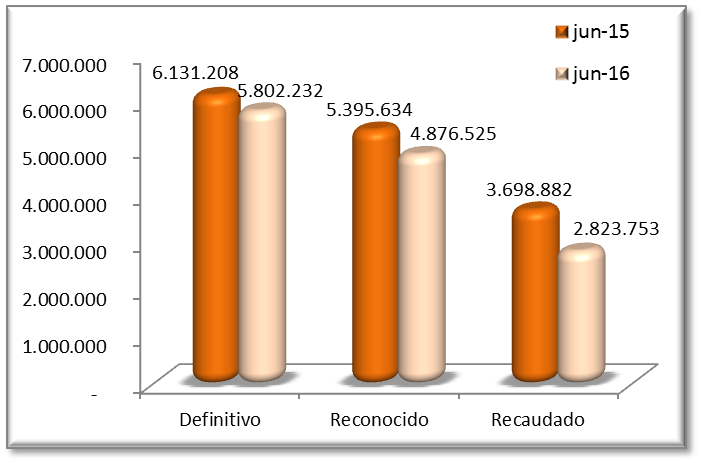 jun-15
jun-16
7.000.000
6.000.000
5.000.000
4.000.000
3.000.000
2.000.000
1.000.000
-
6.131.208
5.802.232
5.395.634
4.876.525
3.698.882
2.823.753
Definitivo
Reconocido
Recaudado